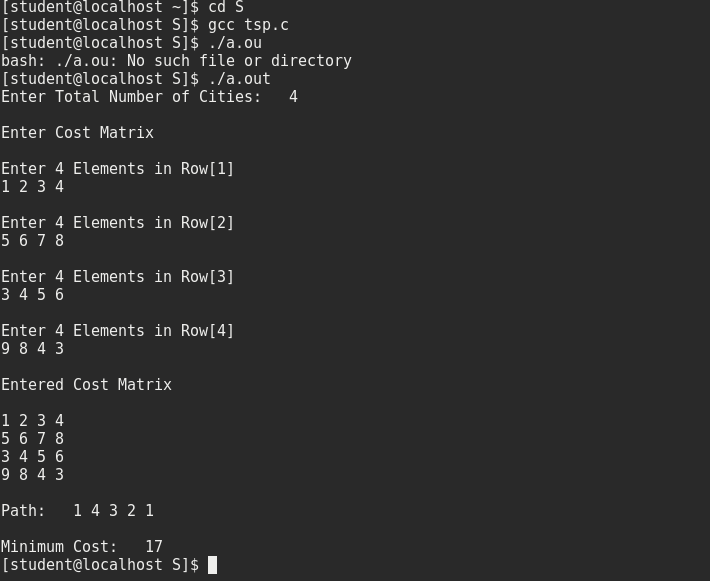 [student@localhost ~]$ cd S
[student@localhost S]$ gcc tsp.c
[student@localhost S]$ ./a.ou
bash: ./a.ou: No such file or directory
[student@localhost S]$ ./a.out
Enter Total Number of Cities:   4
Enter Cost Matrix
Enter 4 Elements in Row[1]
1 2 3 4
Enter 4 Elements in Row[2]
5 6 7 8
Enter 4 Elements in Row[3]
3 4 5 6
Enter 4 Elements in Row[4]
9 8 4 3
Entered Cost Matrix
1 2 3 4
5 6 7 8
3 4 5 6
9 8 4 3
Path:   1 4 3 2 1
Minimum Cost:   17
[student@localhost S]$